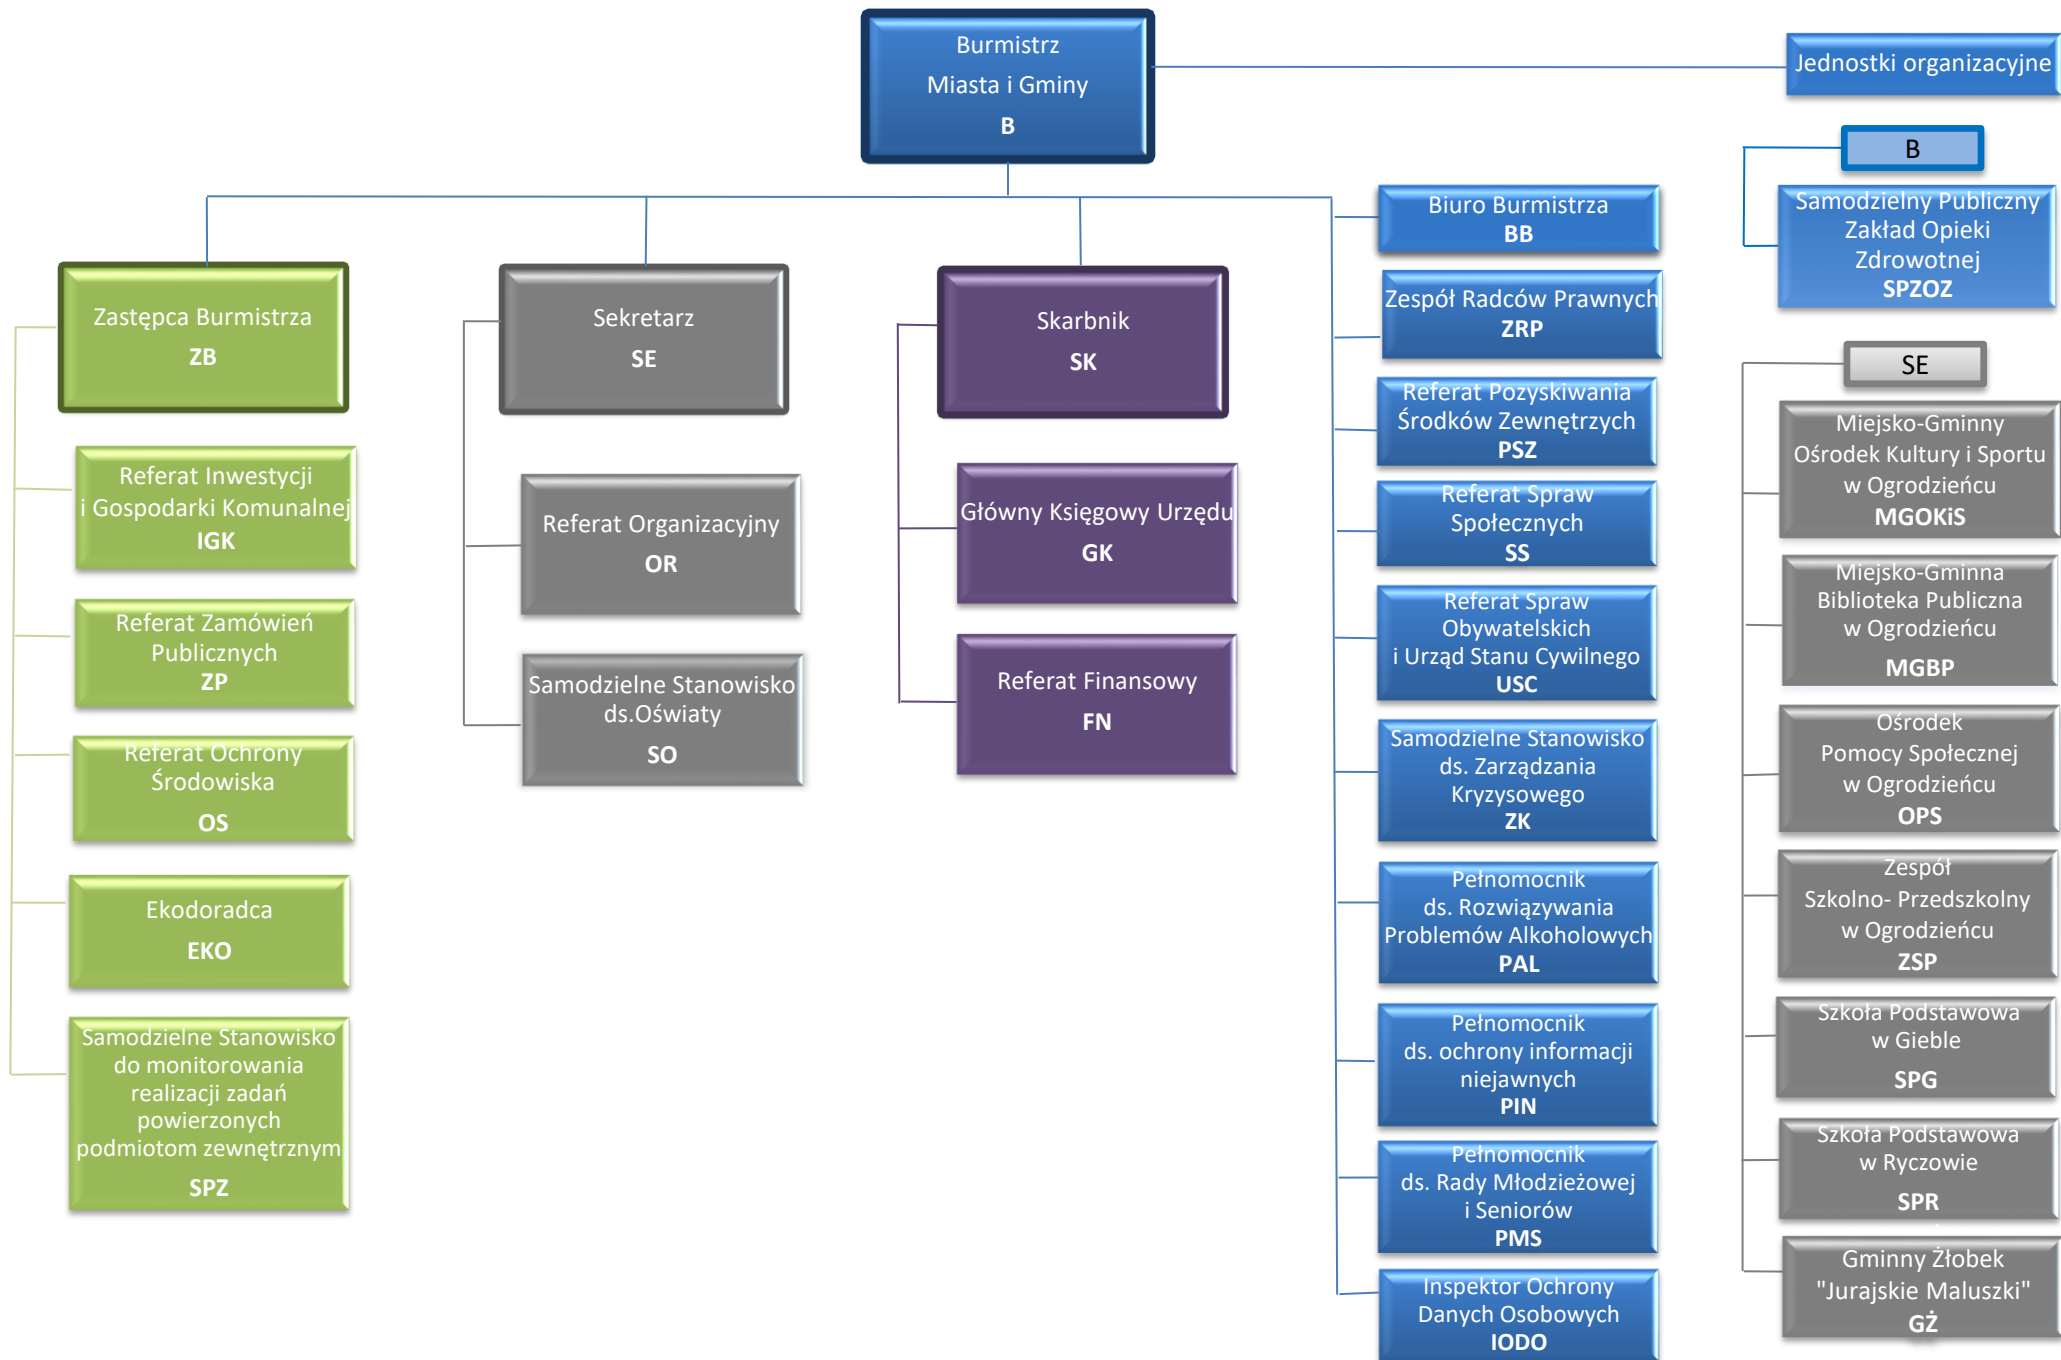 Burmistrz
Miasta i Gminy
B
Jednostki organizacyjne
Zastępca Burmistrza
ZB
Referat Inwestycji
i Gospodarki Komunalnej
IGK
Referat Zamówień
Publicznych
ZP
Referat Ochrony
Środowiska
OS
Ekodoradca
EKO
Samodzielne Stanowisko
do monitorowania
realizacji zadań
powierzonych
podmiotom zewnętrznym
SPZ
Sekretarz
SE
Referat Organizacyjny
OR
Samodzielne Stanowisko
ds.Oświaty
SO
Skarbnik
SK
Główny Księgowy Urzędu
GK
Referat Finansowy
FN
Biuro Burmistrza
BB
Zespół Radców Prawnych
ZRP
Referat Pozyskiwania
Środków Zewnętrzych
PSZ
Referat Spraw
Społecznych
SS
Referat Spraw
Obywatelskich
i Urząd Stanu Cywilnego
USC
Samodzielne Stanowisko
ds. Zarządzania
Kryzysowego
ZK
Pełnomocnik
ds. Rozwiązywania
Problemów Alkoholowych
PAL
Pełnomocnik
ds. ochrony informacji
niejawnych
PIN
Pełnomocnik
ds. Rady Młodzieżowej
i Seniorów
PMS
Inspektor Ochrony
Danych Osobowych
IODO
B
Samodzielny Publiczny
Zakład Opieki
Zdrowotnej
SPZOZ
SE
Miejsko-Gminny
Ośrodek Kultury i Sportu
w Ogrodzieńcu
MGOKiS
Miejsko-Gminna
Biblioteka Publiczna
w Ogrodzieńcu
MGBP
Ośrodek
Pomocy Społecznej
w Ogrodzieńcu
OPS
Zespół
Szkolno- Przedszkolny
w Ogrodzieńcu
ZSP
Szkoła Podstawowa
w Gieble
SPG
Szkoła Podstawowa
w Ryczowie
SPR
Gminny Żłobek
"Jurajskie Maluszki"
GŻ